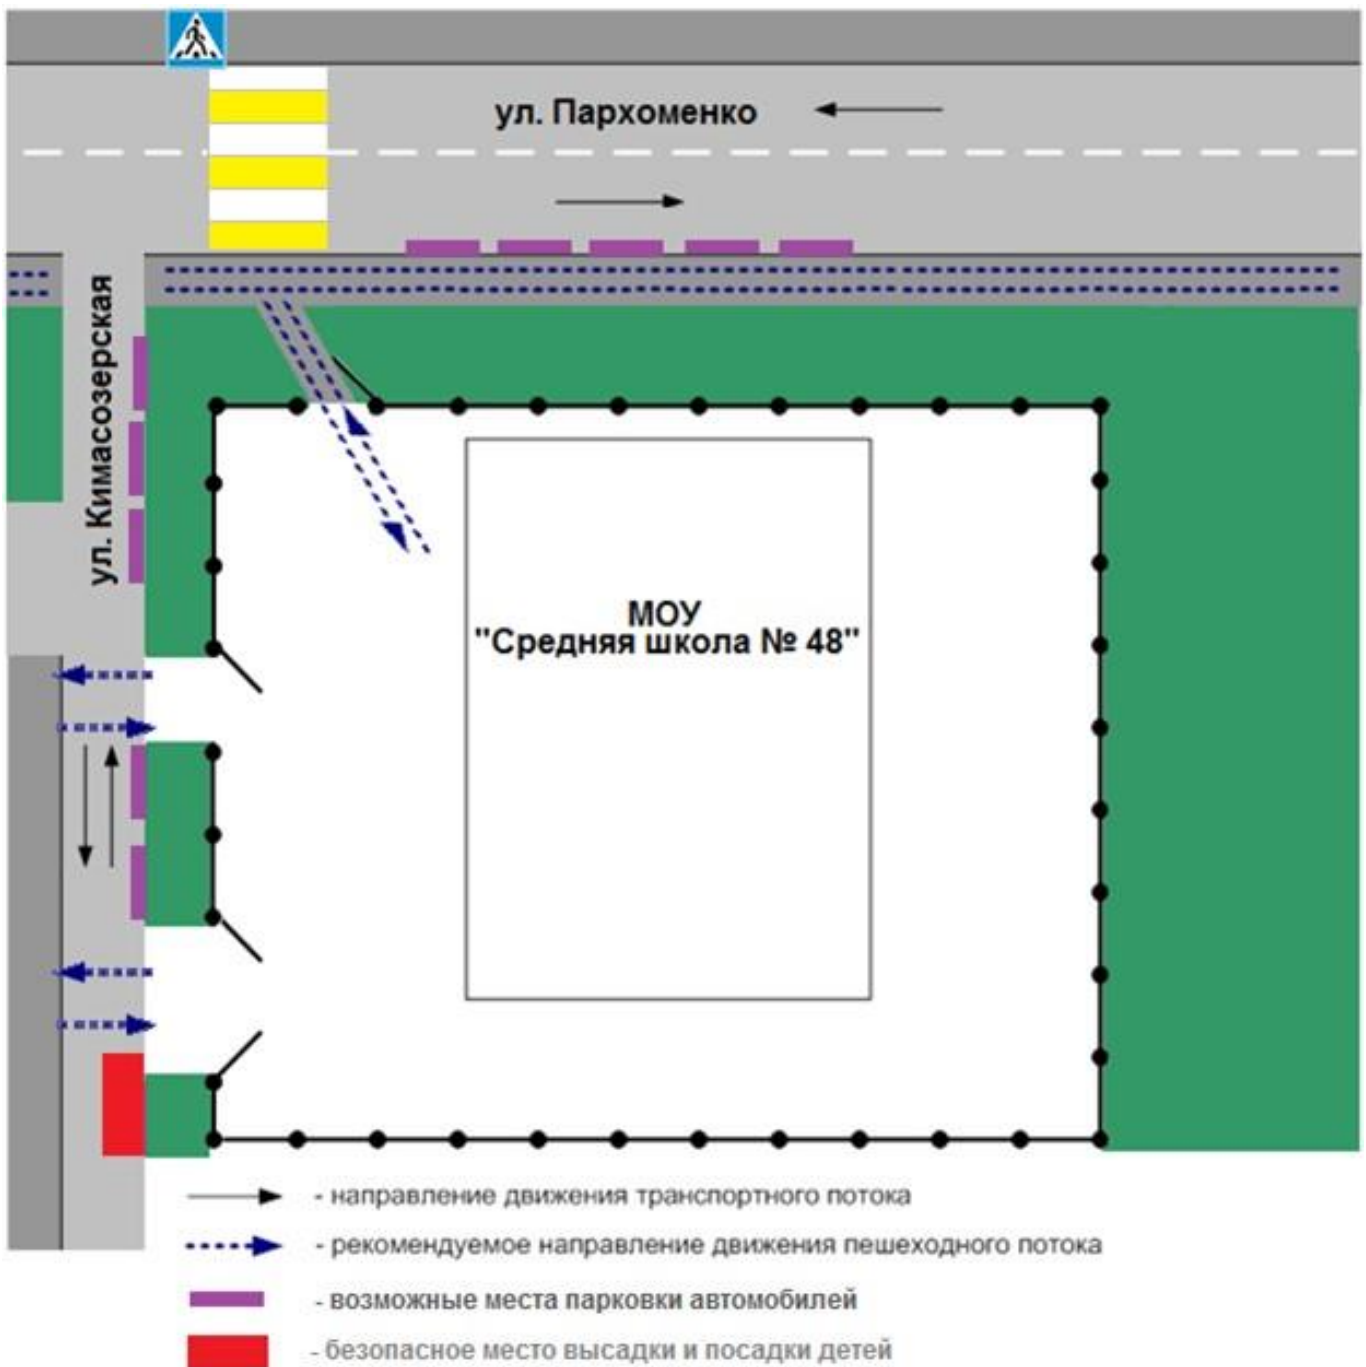 ул. Пархоменко
ул. Кимасозерская
МОУ
"Средняя школа № 48"
- направление движения транспортного потока
- рекомендуемое направление движения пешеходного потока
- возможные места парковки автомобилей
- безопасное место высадки и посадки детей